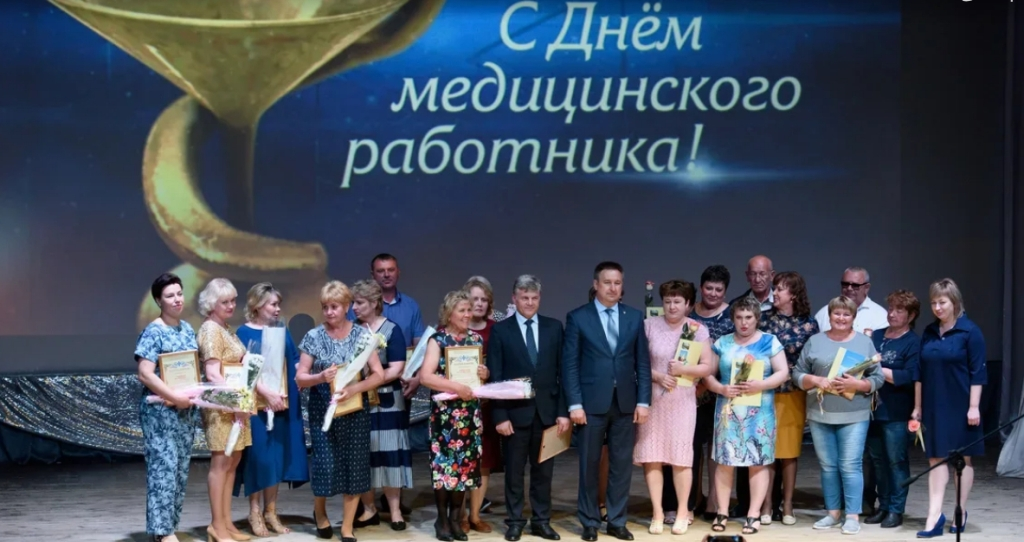 С Днём
медицинского
работника!